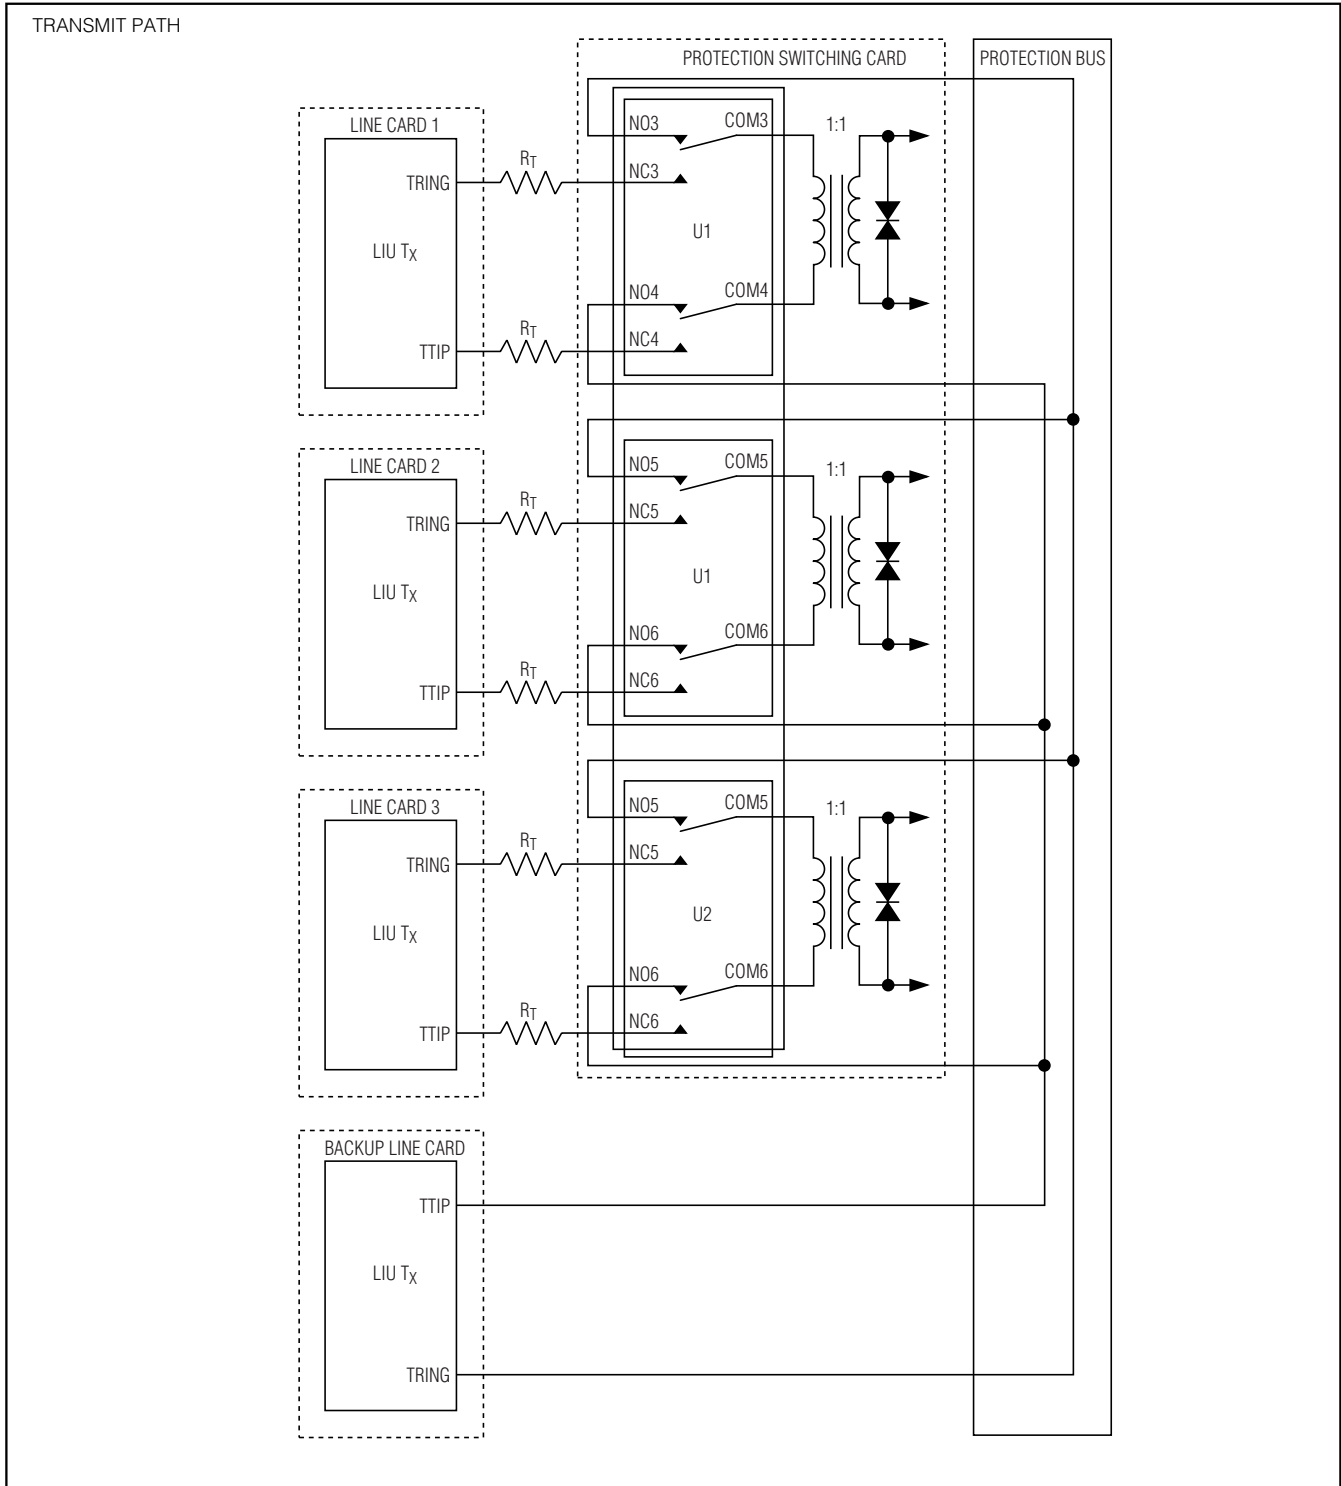 TRANSMIT PATH
PROTECTION SWITCHING CARD
PROTECTION BUS
LINE CARD 1
TRING
LIU TX
TTIP
RT
RT
NO3
COM3
NC3
U1
NO4
COM4
NC4
1:1
LINE CARD 2
TRING
LIU TX
TTIP
RT
RT
NO5
COM5
NC5
U1
NO6
COM6
NC6
1:1
LINE CARD 3
TRING
LIU TX
TTIP
RT
RT
NO5
COM5
NC5
U2
NO6
COM6
NC6
1:1
BACKUP LINE CARD
TTIP
LIU TX
TRING